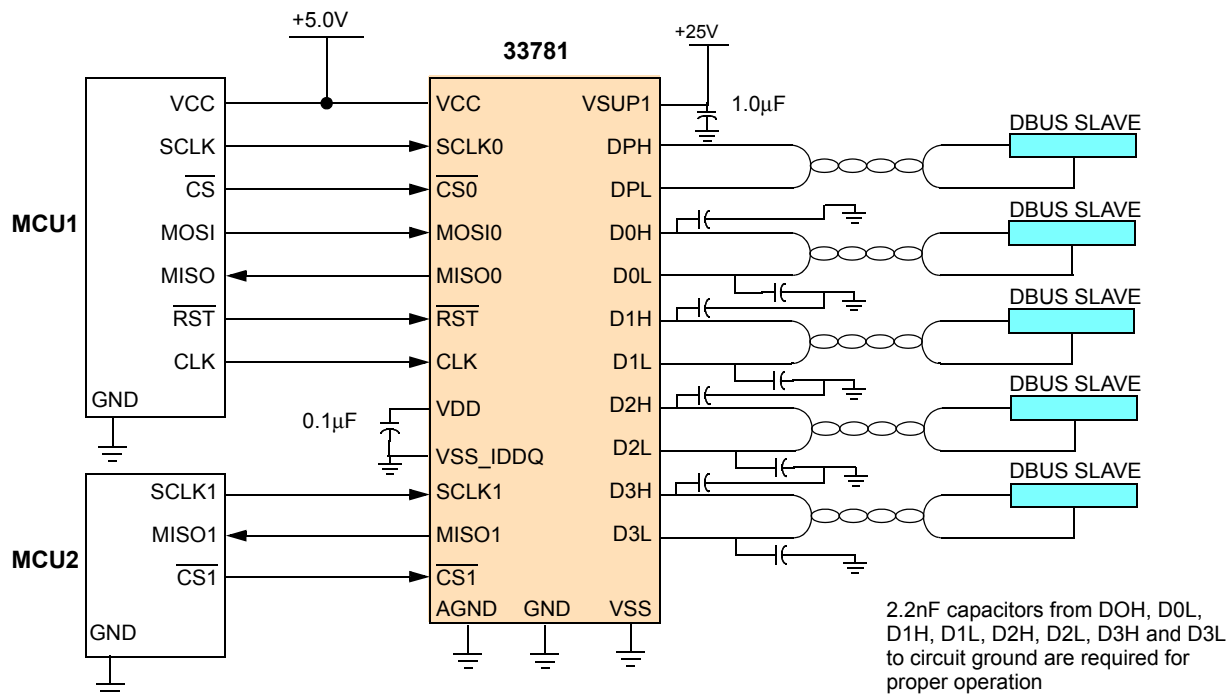 +5.0V
+25V
33781
MCU1
VCC
SCLK
CS
MOSI
MISO
RST
CLK
GND
MCU2
SCLK1
MISO1
CS1
GND
VCC
SCLK0
CS0
MOSI0
MISO0
RST
CLK
VDD
VSS_IDDQ
SCLK1
MISO1
CS1
AGND
GND
VSS
0.1μF
VSUP1
DPH
DPL
D0H
D0L
D1H
D1L
D2H
D2L
D3H
D3L
1.0μF
DBUS SLAVE
DBUS SLAVE
DBUS SLAVE
DBUS SLAVE
DBUS SLAVE
2.2nF capacitors from DOH, D0L,
D1H, D1L, D2H, D2L, D3H and D3L
to circuit ground are required for
proper operation